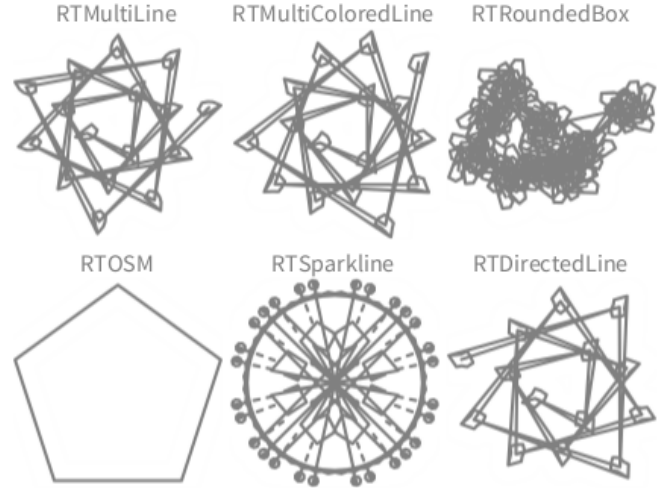 RTMultiLine
RTMultiColoredLine
RTRoundedBox
RTOSM
RTSparkline
RTDirectedLine